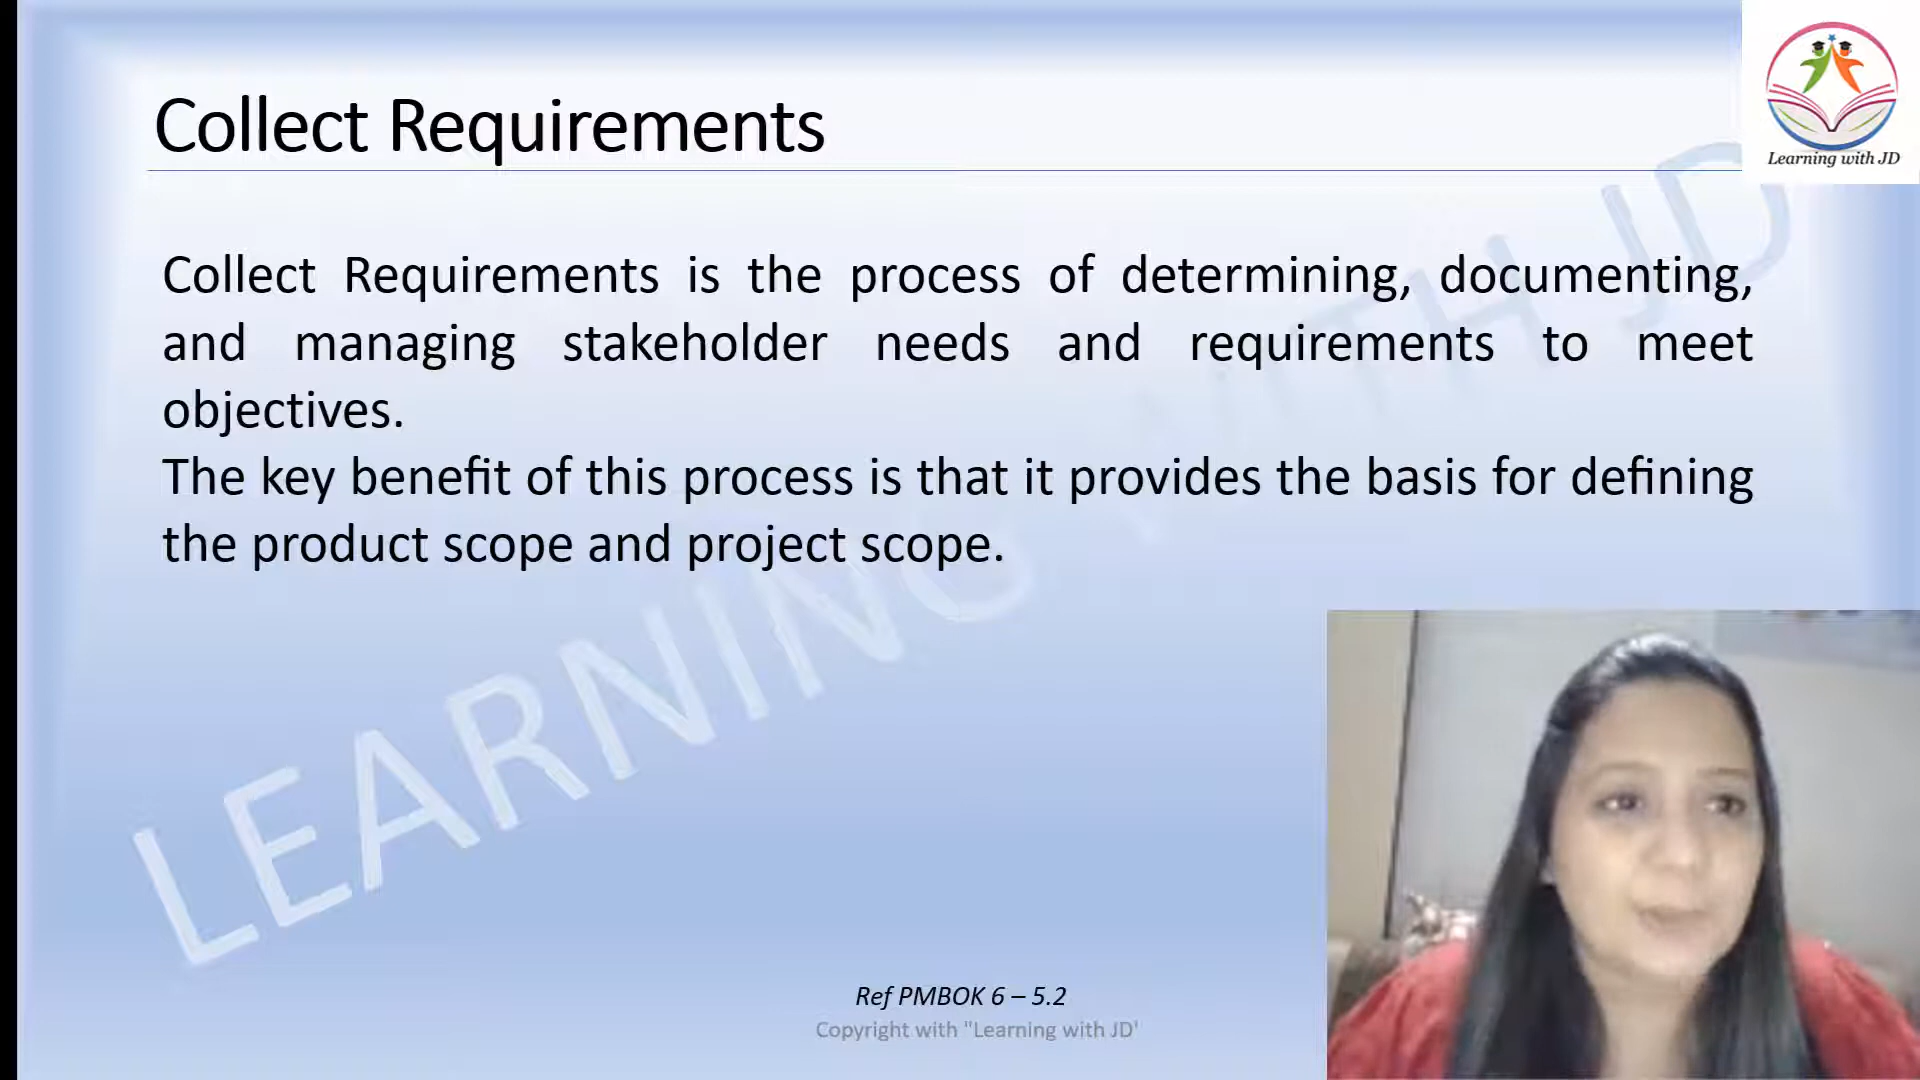 Collect Requirements
Learning with JD
Collect Requirements is the process of determining, documenting,
and managing stakeholder needs and requirements to meet
objectives.
The key benefit of this process is that it provides the basis for defining
the product scope and project scope.
LEARNING WITH JD
Ref PMBOK 6 – 5.2
Copyright with "Learning with JD'